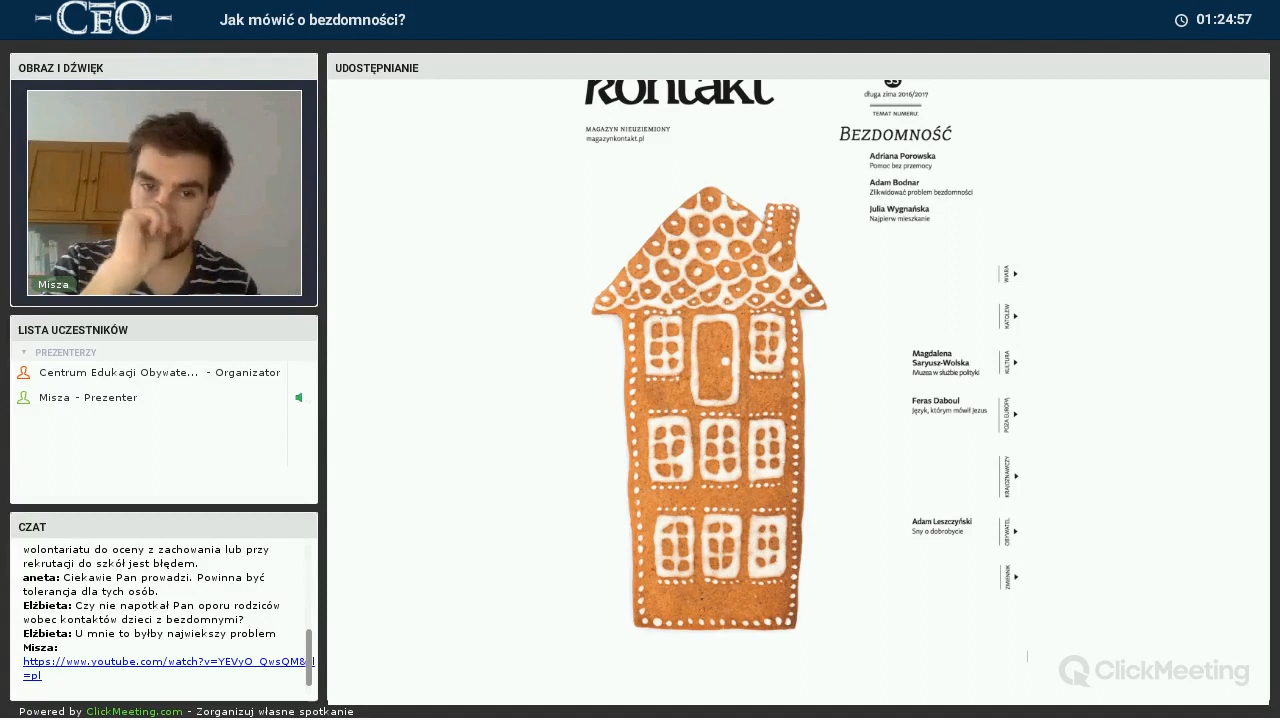 CEO
Jak mówić o bezdomności?
01:24:57
OBRAZ I DŹWIĘK
Misza
LISTA UCZESTNIKÓW
PREZENTERZY
Centrum Edukacji Obywate... - Organizator
Misza - Prezenter
CZAT
wolontariatu do oceny z zachowania lub przy
rekrutacji do szkół jest błędem.
aneta: Ciekawie Pan prowadzi. Powinna być
tolerancja dla tych osób.
Elżbieta: Czy nie napotkał Pan oporu rodziców
wobec kontaktów dzieci z bezdomnymi?
Elżbieta: U mnie to byłby najwiekszy problem
Misza:
https://www.youtube.com/watch?v=YEVyO_QwsQM&
=pl
UDOSTĘPNIANIE
kontakt
MAGAZYN NIEUZIEMIONY
magazynkontakt.pl
długa zima 2016/2017
TEMAT NUMERU:
BEZDOMNOŚĆ
Adriana Porowska
Pomoc bez przemocy
Adam Bodnar
Zlikwidować problem bezdomności
Julia Wygnańska
Najpierw mieszkanie
WIARA
KATOLEW
Magdalena
Saryusz-Wolska
Muzea w służbie polityki
KULTURA
Feras Daboul
Język, którym mówił Jezus
POZA EUROPĄ
KRAJOZNAWCZY
Adam Leszczyński
Sny o dobrobycie
OBYWATEL
ZMIENNIK
ClickMeeting
Powered by ClickMeeting.com - Zorganizuj własne spotkanie